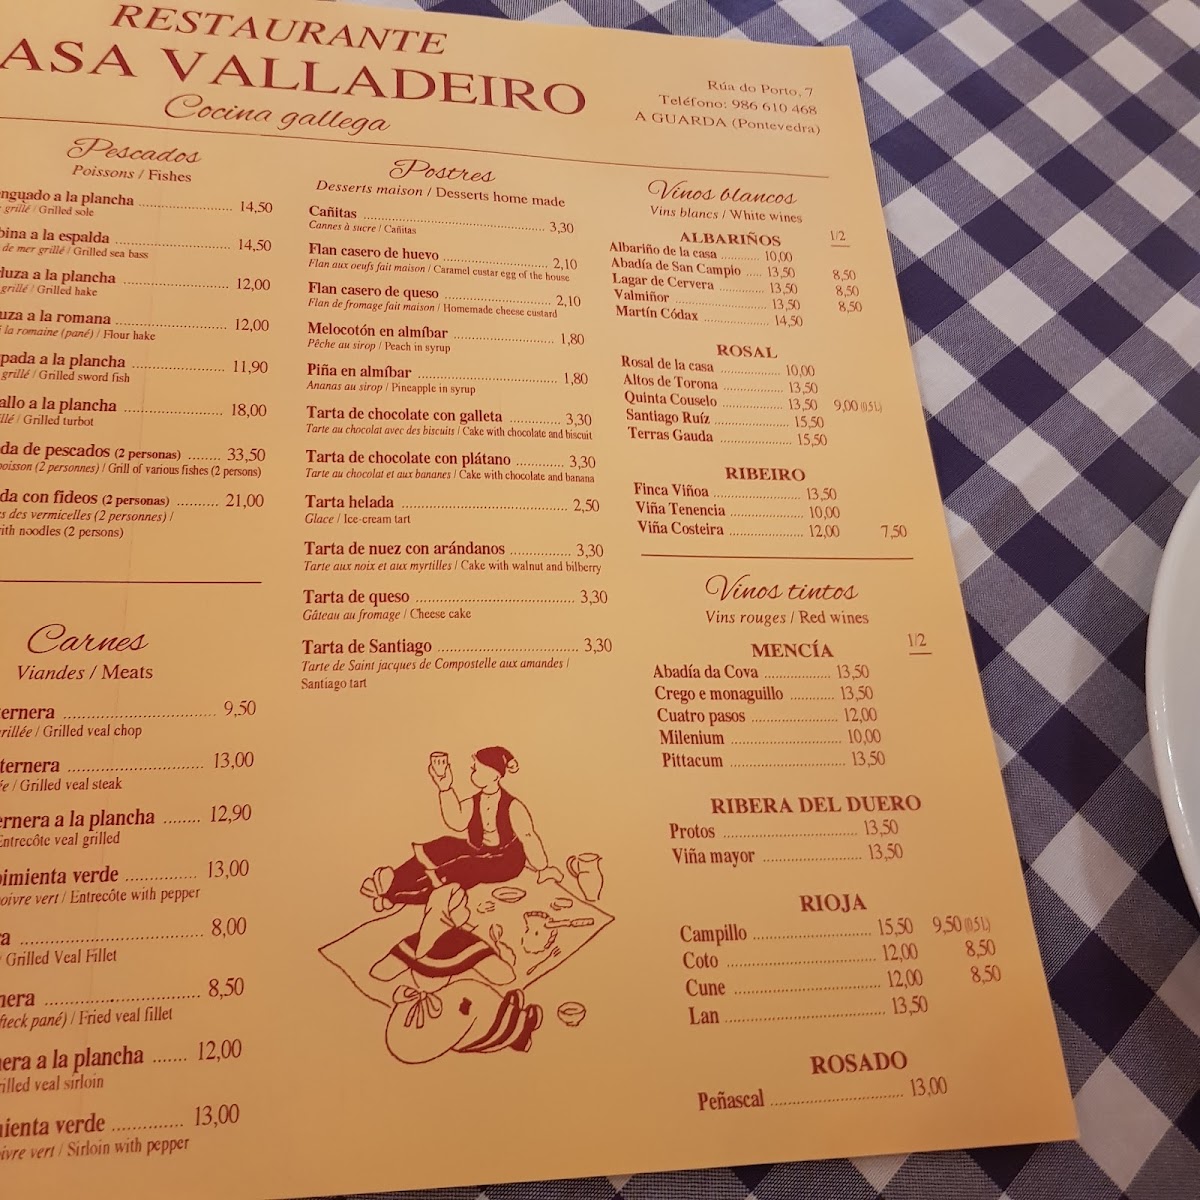 RESTAURANTE
ASA VALLADEIRO
Cocina gallega
Rúa do Porto, 7
Teléfono: 986 610 468
A GUARDA (Pontevedra)
Pescados
Poissons / Fishes
nguado a la plancha ... 14,50
grillé / Grilled sole
bina a la espalda ... 14,50
de mer grillé / Grilled sea bass
luza a la plancha ... 12,00
grillé / Grilled hake
uza a la romana ... 12,00
la romaine (pané) / Flour hake
pada a la plancha ... 11,90
grillé / Grilled sword fish
allo a la plancha ... 18,00
illé / Grilled turbot
da de pescados (2 personas) ... 33,50
poisson (2 personnes) / Grill of various fishes (2 persons)
da con fideos (2 personas) ... 21,00
s des vermicelles (2 personnes) /
with noodles (2 persons)
Carnes
Viandes / Meats
ternera ... 9,50
rillée / Grilled veal chop
ternera ... 13,00
ée / Grilled veal steak
ernera a la plancha ... 12,90
Entrecôte veal grilled
pimienta verde ... 13,00
poivre vert / Entrecôte with pepper
ra ... 8,00
/ Grilled Veal Fillet
nera ... 8,50
fteck pané) / Fried veal fillet
nera a la plancha ... 12,00
rilled veal sirloin
mienta verde ... 13,00
oivre vert / Sirloin with pepper
Postres
Desserts maison / Desserts home made
Cañitas ... 3,30
Cannes à sucre / Cañitas
Flan casero de huevo ... 2,10
Flan aux oeufs fait maison / Caramel custar egg of the house
Flan casero de queso ... 2,10
Flan de fromage fait maison / Homemade cheese custard
Melocotón en almíbar ... 1,80
Pêche au sirop / Peach in syrup
Piña en almíbar ... 1,80
Ananas au sirop / Pineapple in syrup
Tarta de chocolate con galleta ... 3,30
Tarte au chocolat avec des biscuits / Cake with chocolate and biscuit
Tarta de chocolate con plátano ... 3,30
Tarte au chocolat et aux bananes / Cake with chocolate and banana
Tarta helada ... 2,50
Glace / Ice-cream tart
Tarta de nuez con arándanos ... 3,30
Tarte aux noix et aux myrtilles / Cake with walnut and bilberry
Tarta de queso ... 3,30
Gâteau au fromage / Cheese cake
Tarta de Santiago ... 3,30
Tarte de Saint jacques de Compostelle aux amandes /
Santiago tart
Vinos blancos
Vins blancs / White wines
ALBARIÑOS 1/2
Albariño de la casa ... 10,00
Abadía de San Campio ... 13,50 8,50
Lagar de Cervera ... 13,50 8,50
Valmiñor ... 13,50 8,50
Martín Códax ... 14,50
ROSAL
Rosal de la casa ... 10,00
Altos de Torona ... 13,50
Quinta Couselo ... 13,50 9,00 (0.5 L)
Santiago Ruíz ... 15,50
Terras Gauda ... 15,50
RIBEIRO
Finca Viñoa ... 13,50
Viña Tenencia ... 10,00
Viña Costeira ... 12,00 7,50
Vinos tintos
Vins rouges / Red wines
MENCÍA 1/2
Abadía da Cova ... 13,50
Crego e monaguillo ... 13,50
Cuatro pasos ... 12,00
Milenium ... 10,00
Pittacum ... 13,50
RIBERA DEL DUERO
Protos ... 13,50
Viña mayor ... 13,50
RIOJA
Campillo ... 15,50 9,50 (0.5 L)
Coto ... 12,00 8,50
Cune ... 12,00 8,50
Lan ... 13,50
ROSADO
Peñascal ... 13,00